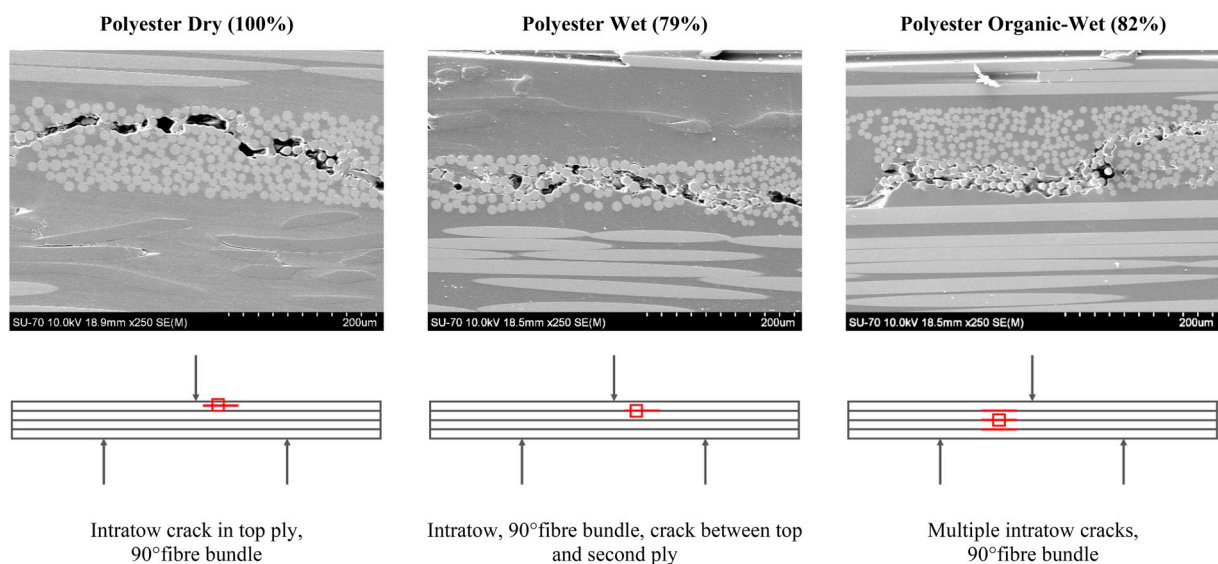 Polyester Dry (100%)
Polyester Wet (79%)
Polyester Organic-Wet (82%)
SU-70 10.0kV 18.9mm x250 SE(M)
200um
SU-70 10.0kV 18.5mm x250 SE(M)
200um
SU-70 10.0kV 18.5mm x250 SE(M)
200um
Intratow crack in top ply,
90°fibre bundle
Intratow, 90°fibre bundle, crack between top
and second ply
Multiple intratow cracks,
90°fibre bundle